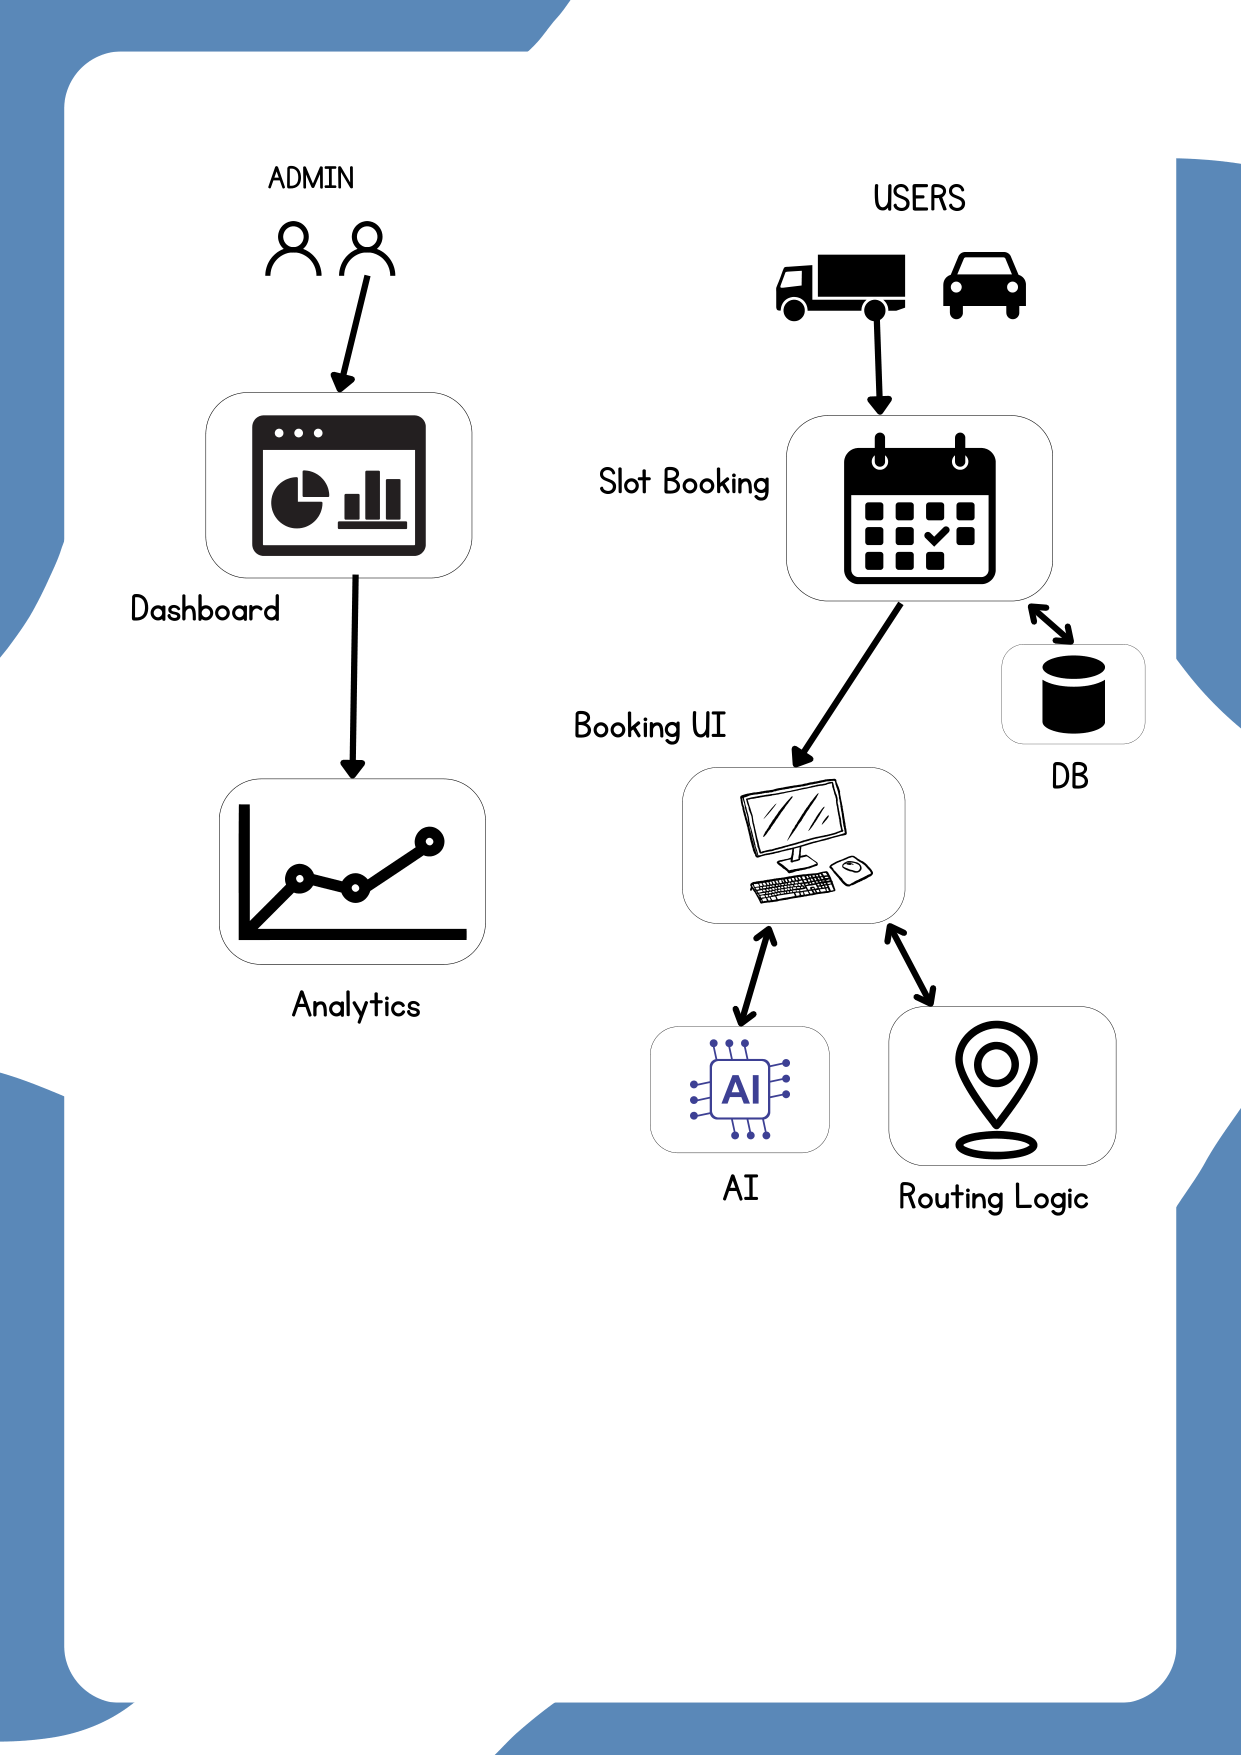 ADMIN
USERS
Slot Booking
Dashboard
Booking UI
DB
Analytics
AI
AI
Routing Logic